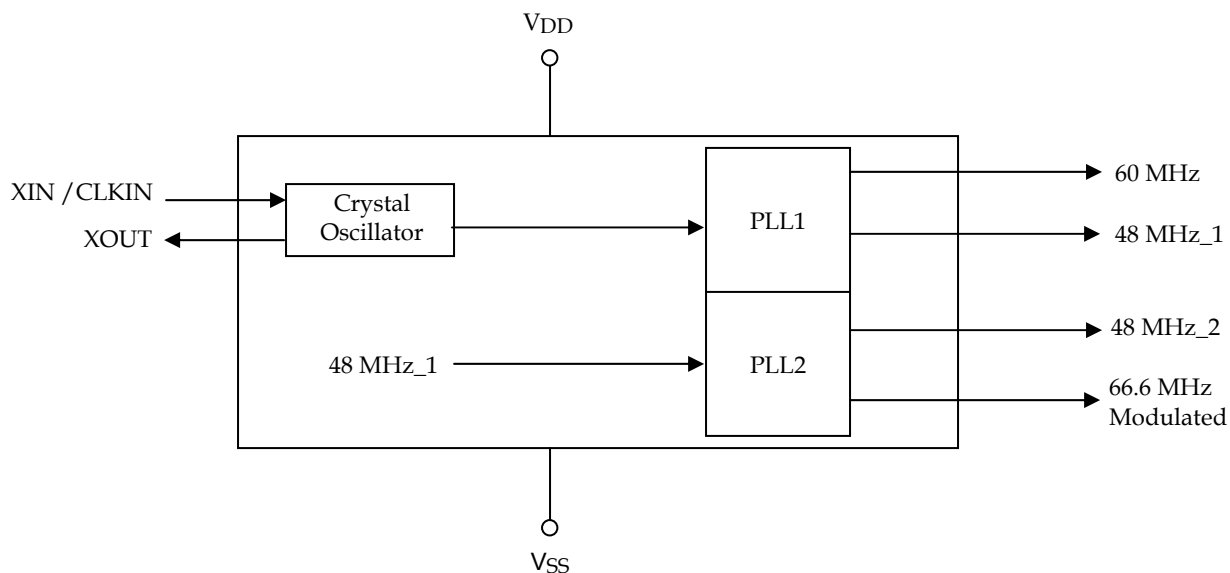 VDD
XIN /CLKIN
XOUT
Crystal
Oscillator
PLL1
60 MHz
48 MHz_1
48 MHz_1
PLL2
48 MHz_2
66.6 MHz
Modulated
VSS